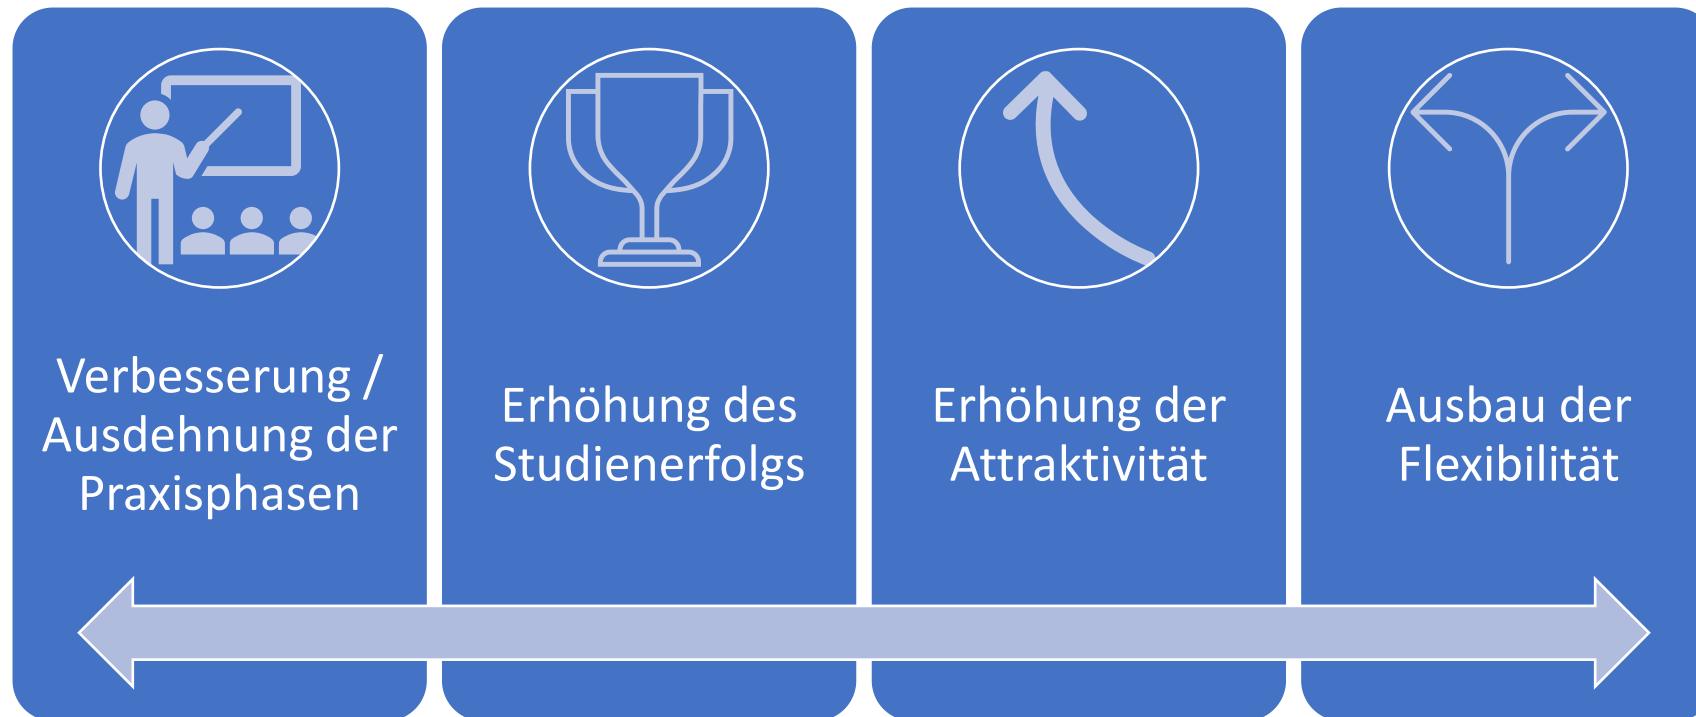 Verbesserung /
Ausdehnung der
Praxisphasen
Erhöhung des
Studienerfolgs
Erhöhung der
Attraktivität
Ausbau der
Flexibilität